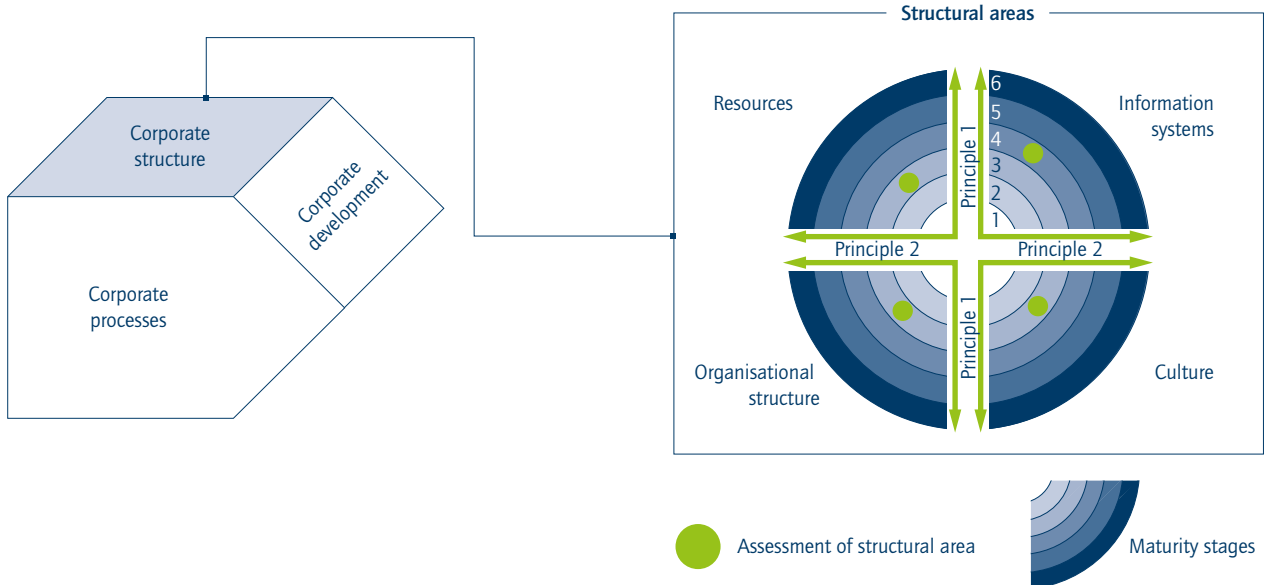 Structural areas
Corporate
structure
Corporate
development
Corporate
processes
Resources
Information
systems
6
5
4
3
2
1
Principle 1
Principle 1
Principle 2
Principle 2
Organisational
structure
Culture
Assessment of structural area
Maturity stages